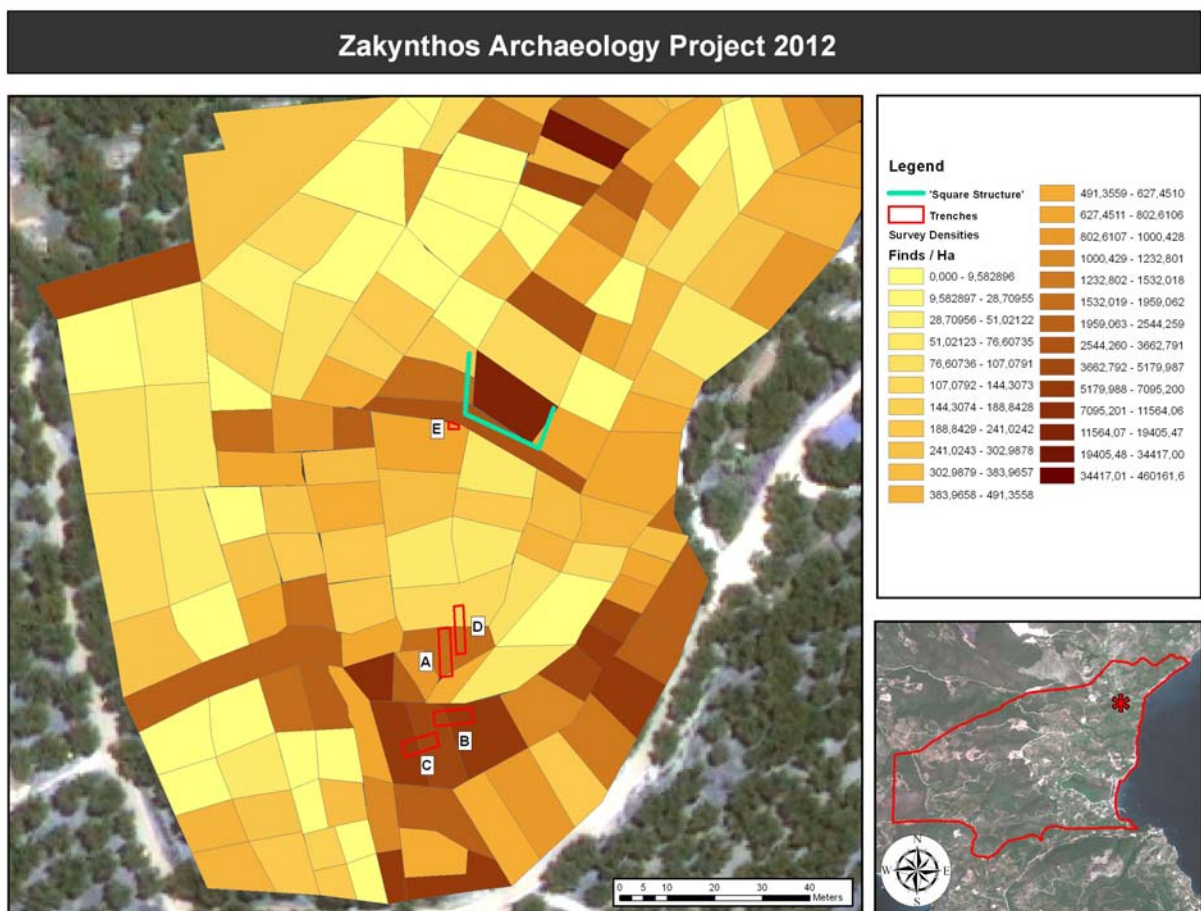 Zakynthos Archaeology Project 2012
E
D
A
B
C
0 5 10 20 30 40
Meters
Legend
'Square Structure'
Trenches
Survey Densities
Finds / Ha
0,000 - 9,582896
9,582897 - 28,70955
28,70956 - 51,02122
51,02123 - 76,60735
76,60736 - 107,0791
107,0792 - 144,3073
144,3074 - 188,8428
188,8429 - 241,0242
241,0243 - 302,9878
302,9879 - 383,9657
383,9658 - 491,3558
491,3559 - 627,4510
627,4511 - 802,6106
802,6107 - 1000,428
1000,429 - 1232,801
1232,802 - 1532,018
1532,019 - 1959,062
1959,063 - 2544,259
2544,260 - 3662,791
3662,792 - 5179,987
5179,988 - 7095,200
7095,201 - 11564,06
11564,07 - 19405,47
19405,48 - 34417,00
34417,01 - 460161,6
N
W E
S